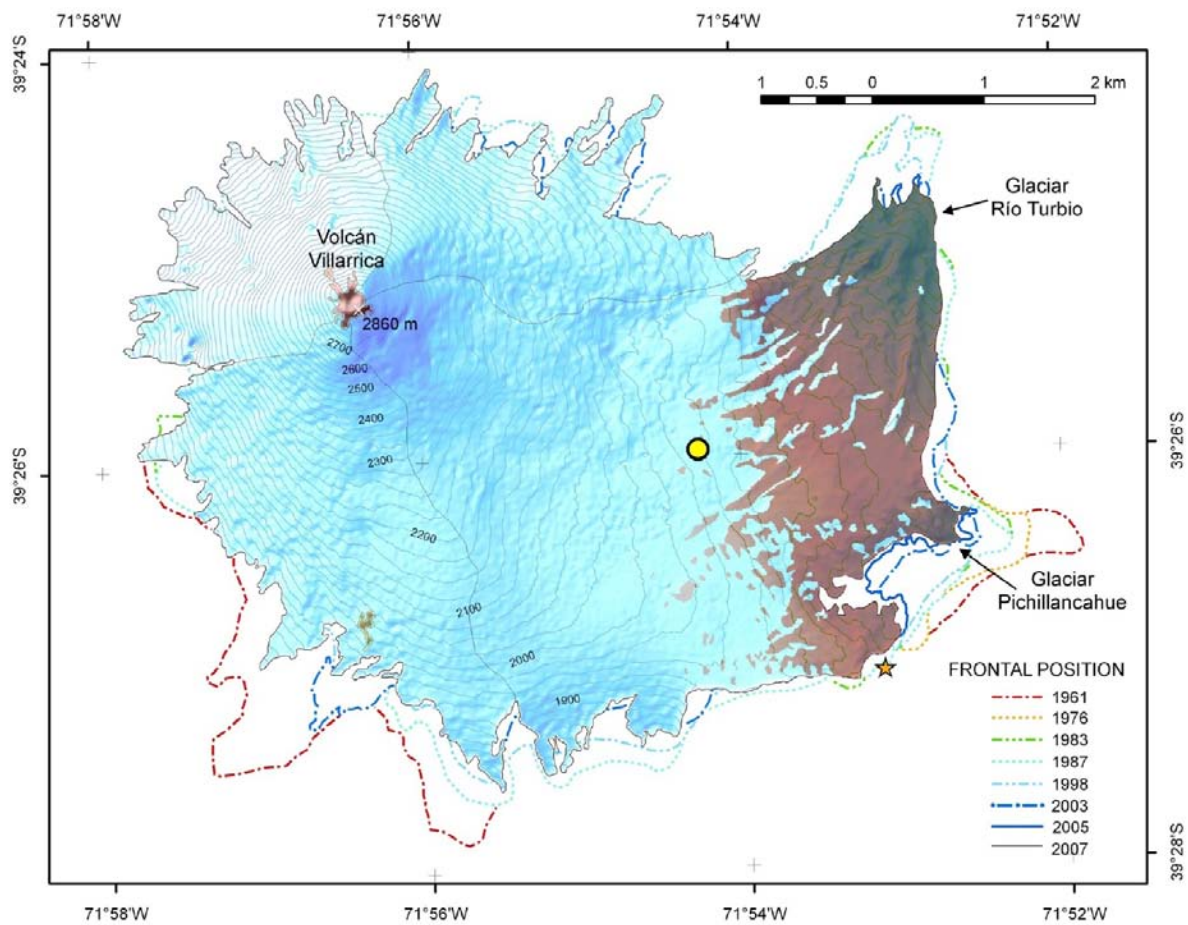 71°58'W 71°56'W 71°54'W 71°52'W
39°24'S
1 0.5 0 1 2 km
Glaciar
Río Turbio
Volcán
Villarrica
2860 m
2700
2600
2500
2400
2300
2200
2100
2000
1900
39°26'S
39°26'S
Glaciar
Pichillancahue
FRONTAL POSITION
1961
1976
1983
1987
1998
2003
2005
2007
39°28'S
71°58'W 71°56'W 71°54'W 71°52'W